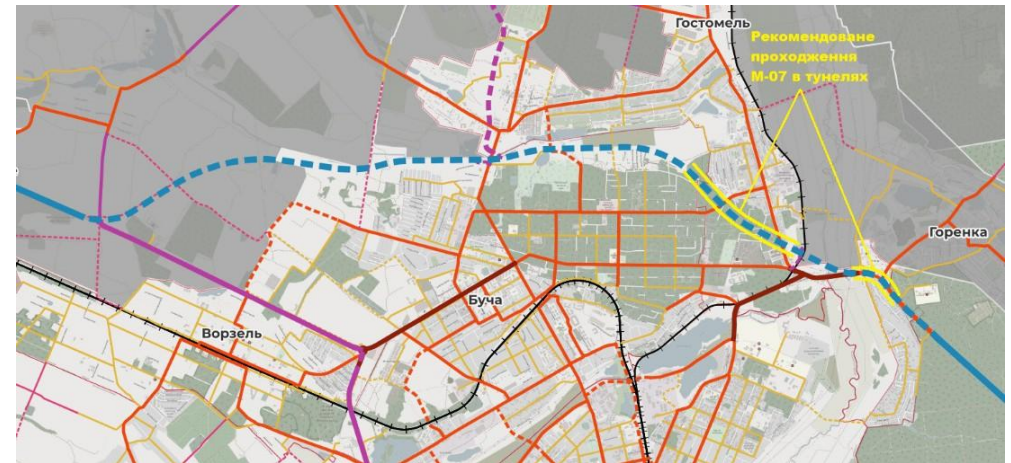 Гостомель
Рекомендоване
проходження
М-07 в тунелях
Горенка
Буча
Ворзель